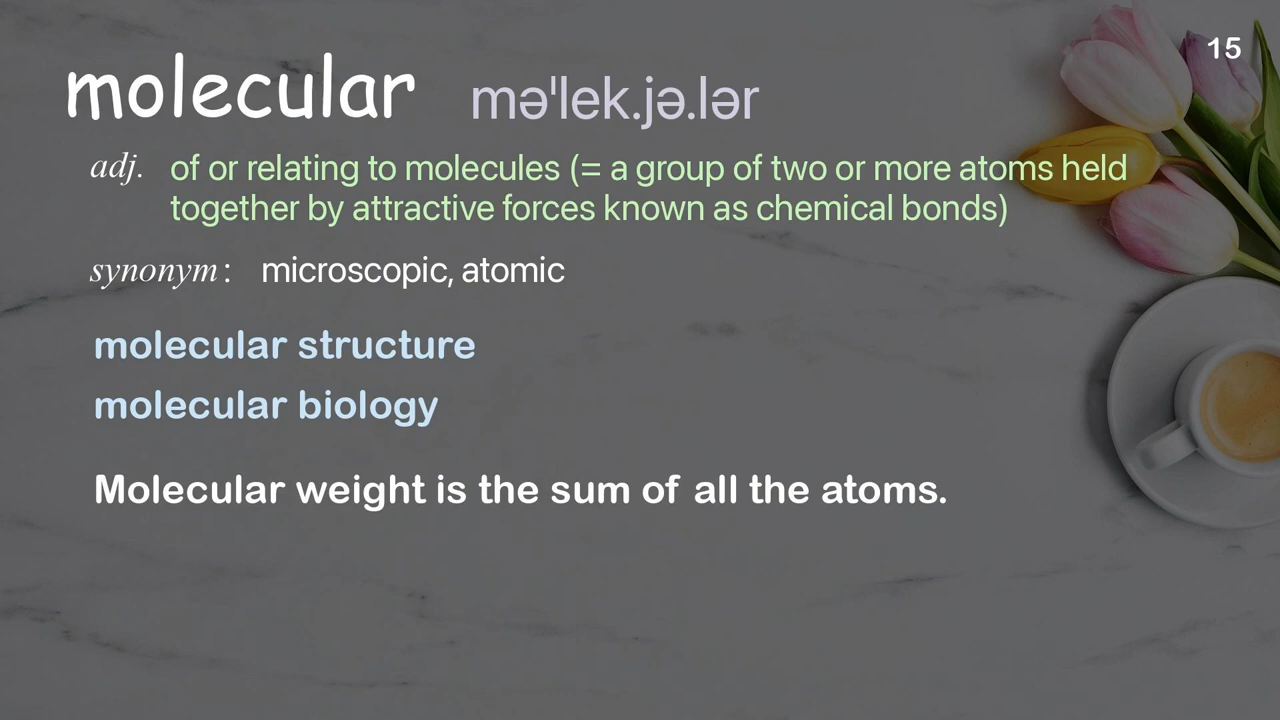 15
molecular məˈlek.jə.lər
adj. of or relating to molecules (= a group of two or more atoms held
together by attractive forces known as chemical bonds)
synonym: microscopic, atomic
molecular structure
molecular biology
Molecular weight is the sum of all the atoms.